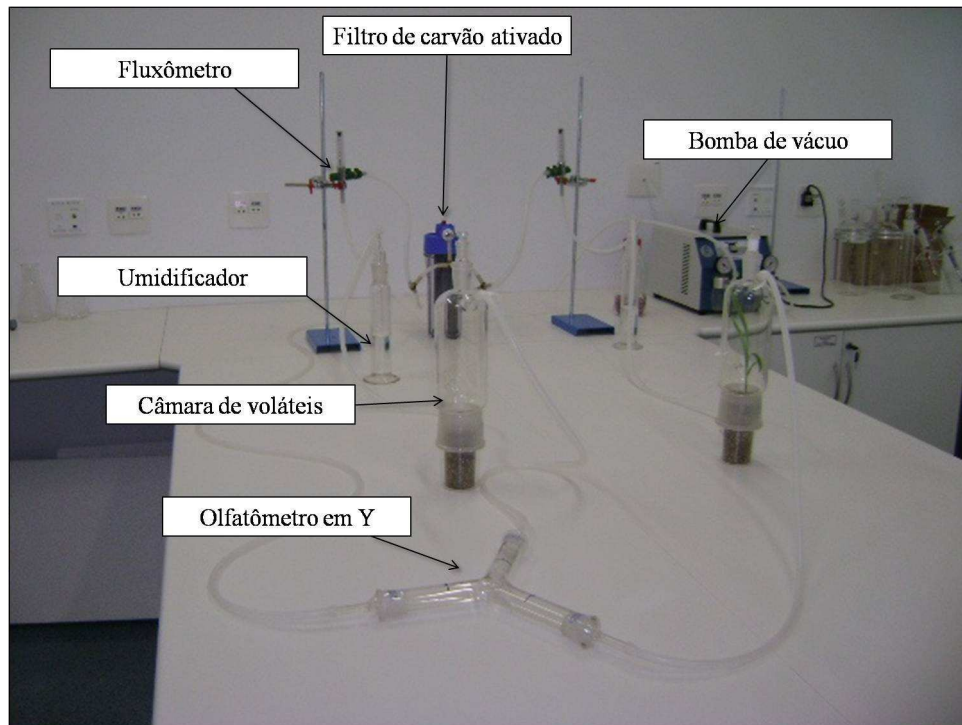 Filtro de carvão ativado
Fluxômetro
Bomba de vácuo
Umidificador
Câmara de voláteis
Olfatômetro em Y